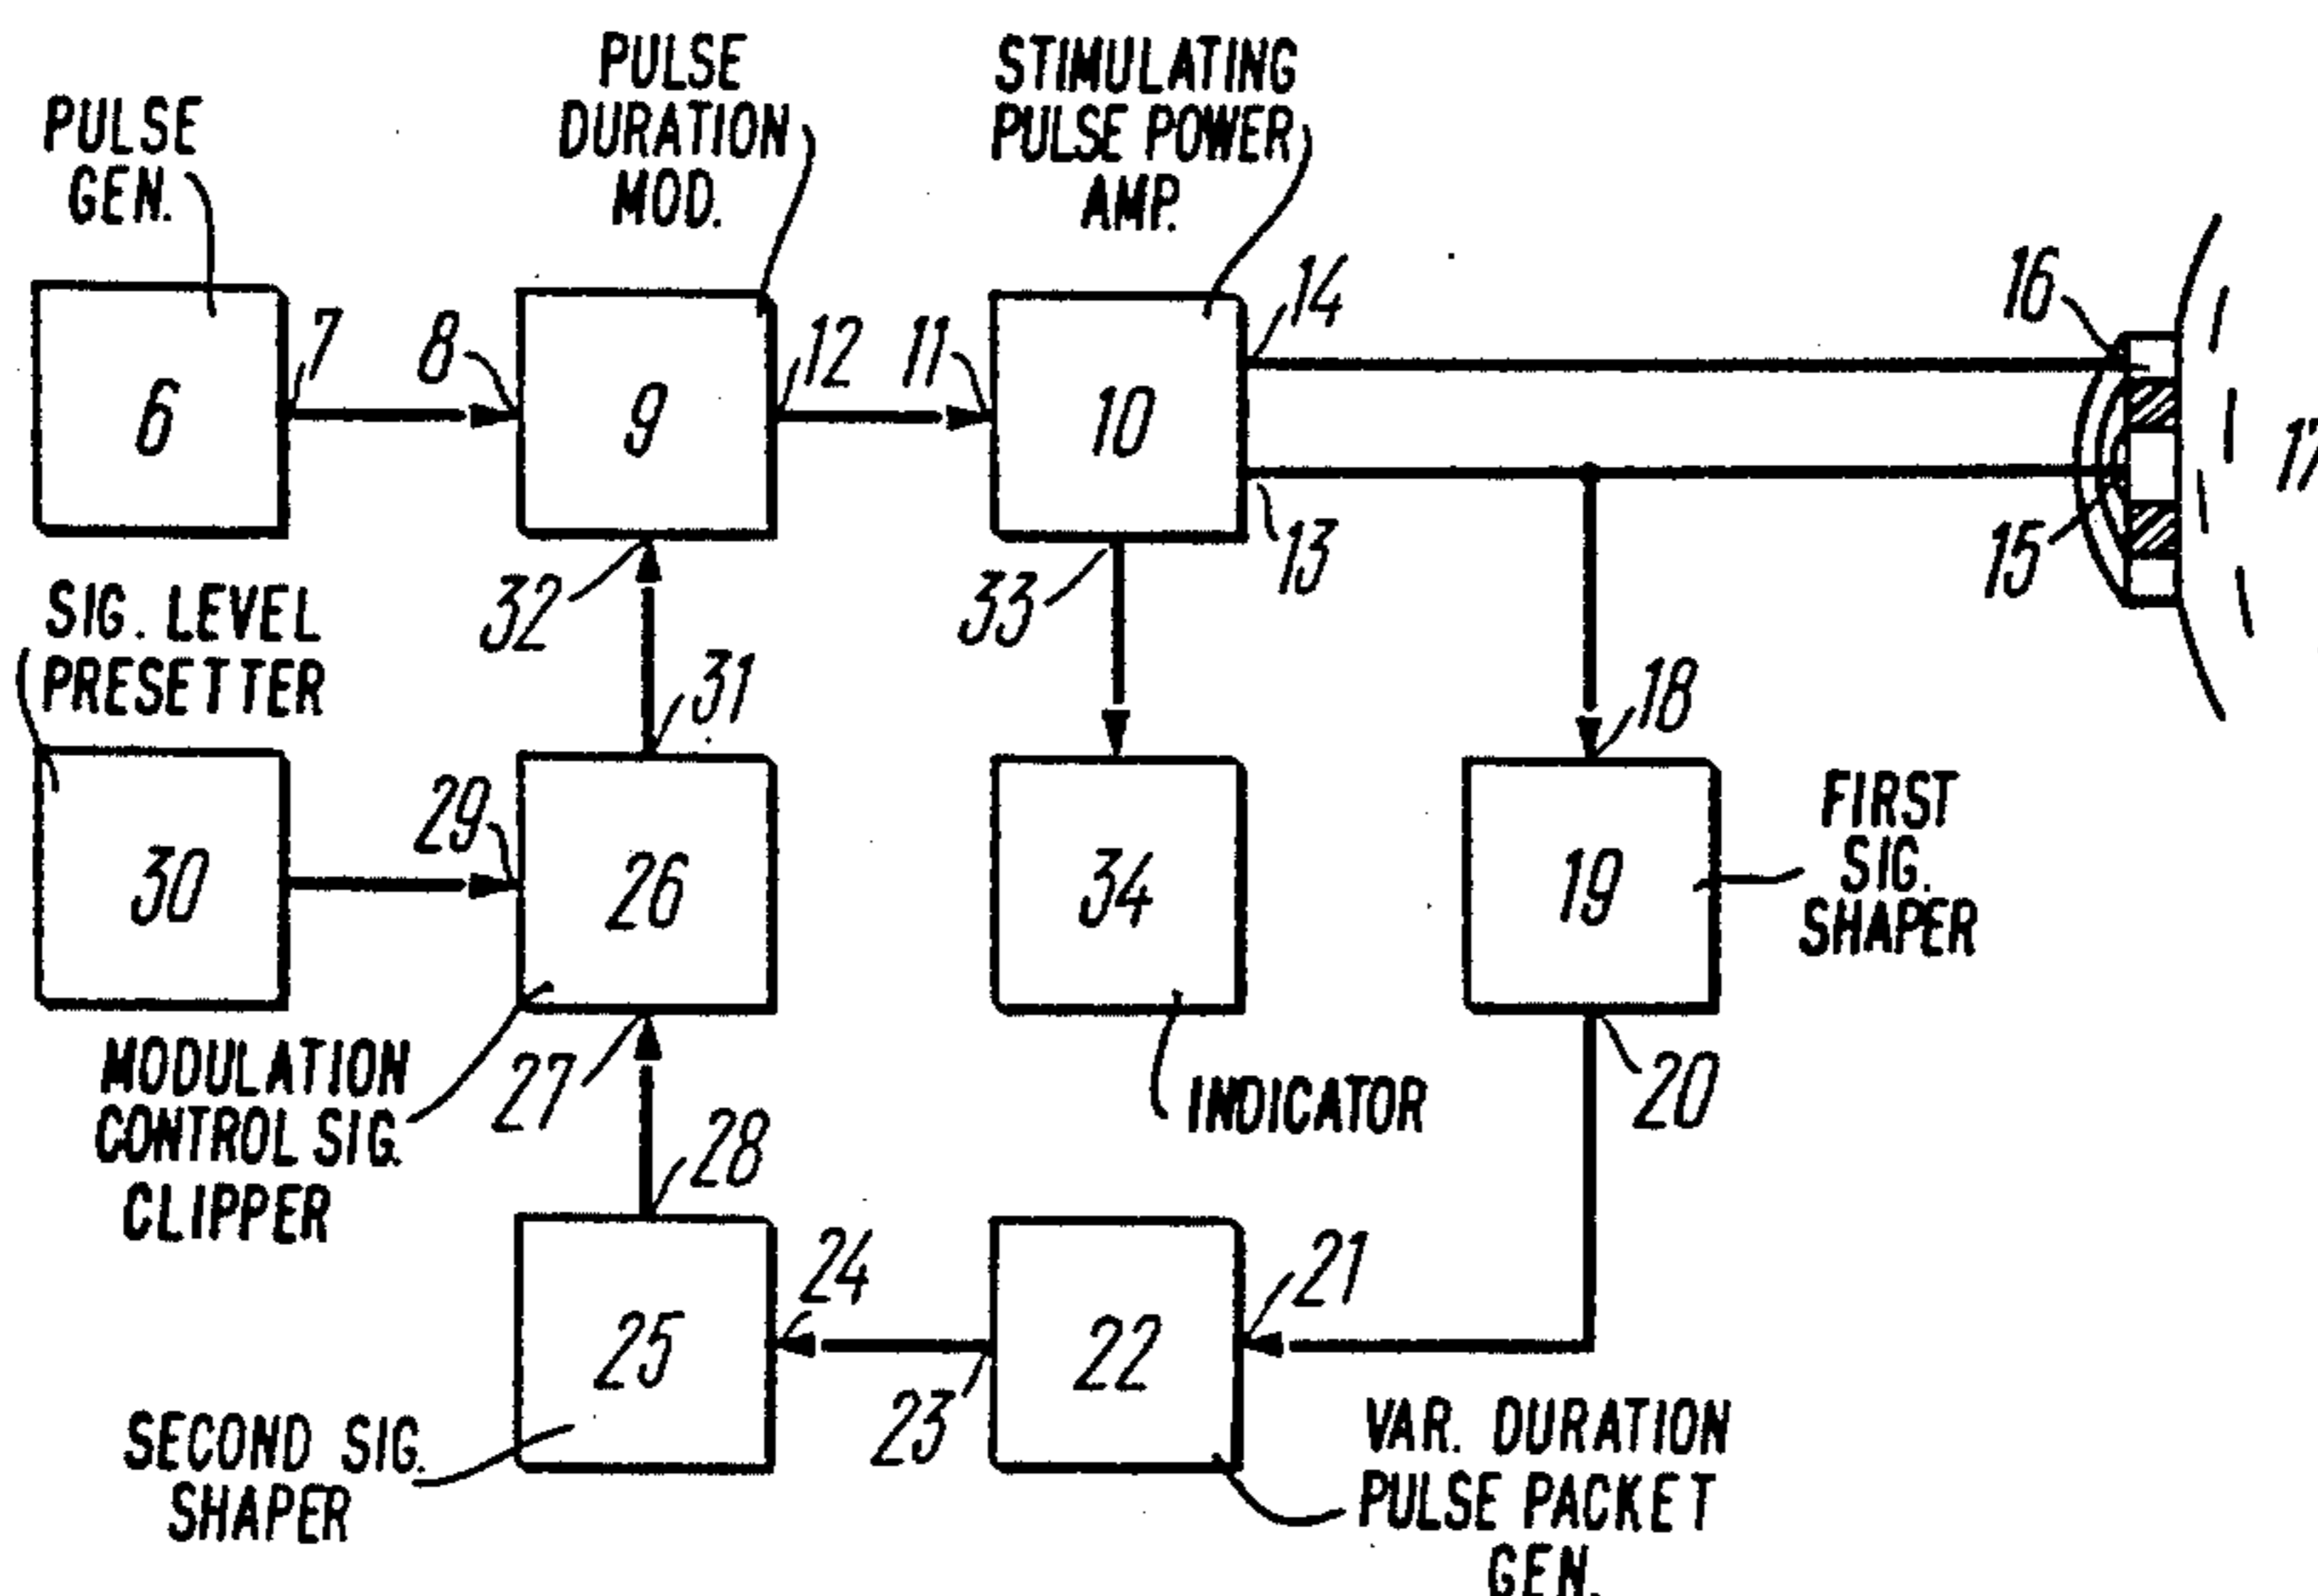 PULSE
GEN.
PULSE
DURATION
MOD.
STIMULATING
PULSE POWER
AMP.
6
7
8
9
12
11
10
14
13
16
15
17
32
33
SIG. LEVEL
PRESETTER
31
18
30
29
26
34
19
FIRST
SIG.
SHAPER
MODULATION
CONTROL SIG.
CLIPPER
27
INDICATOR
20
28
25
24
23
22
21
SECOND SIG.
SHAPER
VAR. DURATION
PULSE PACKET
GEN.